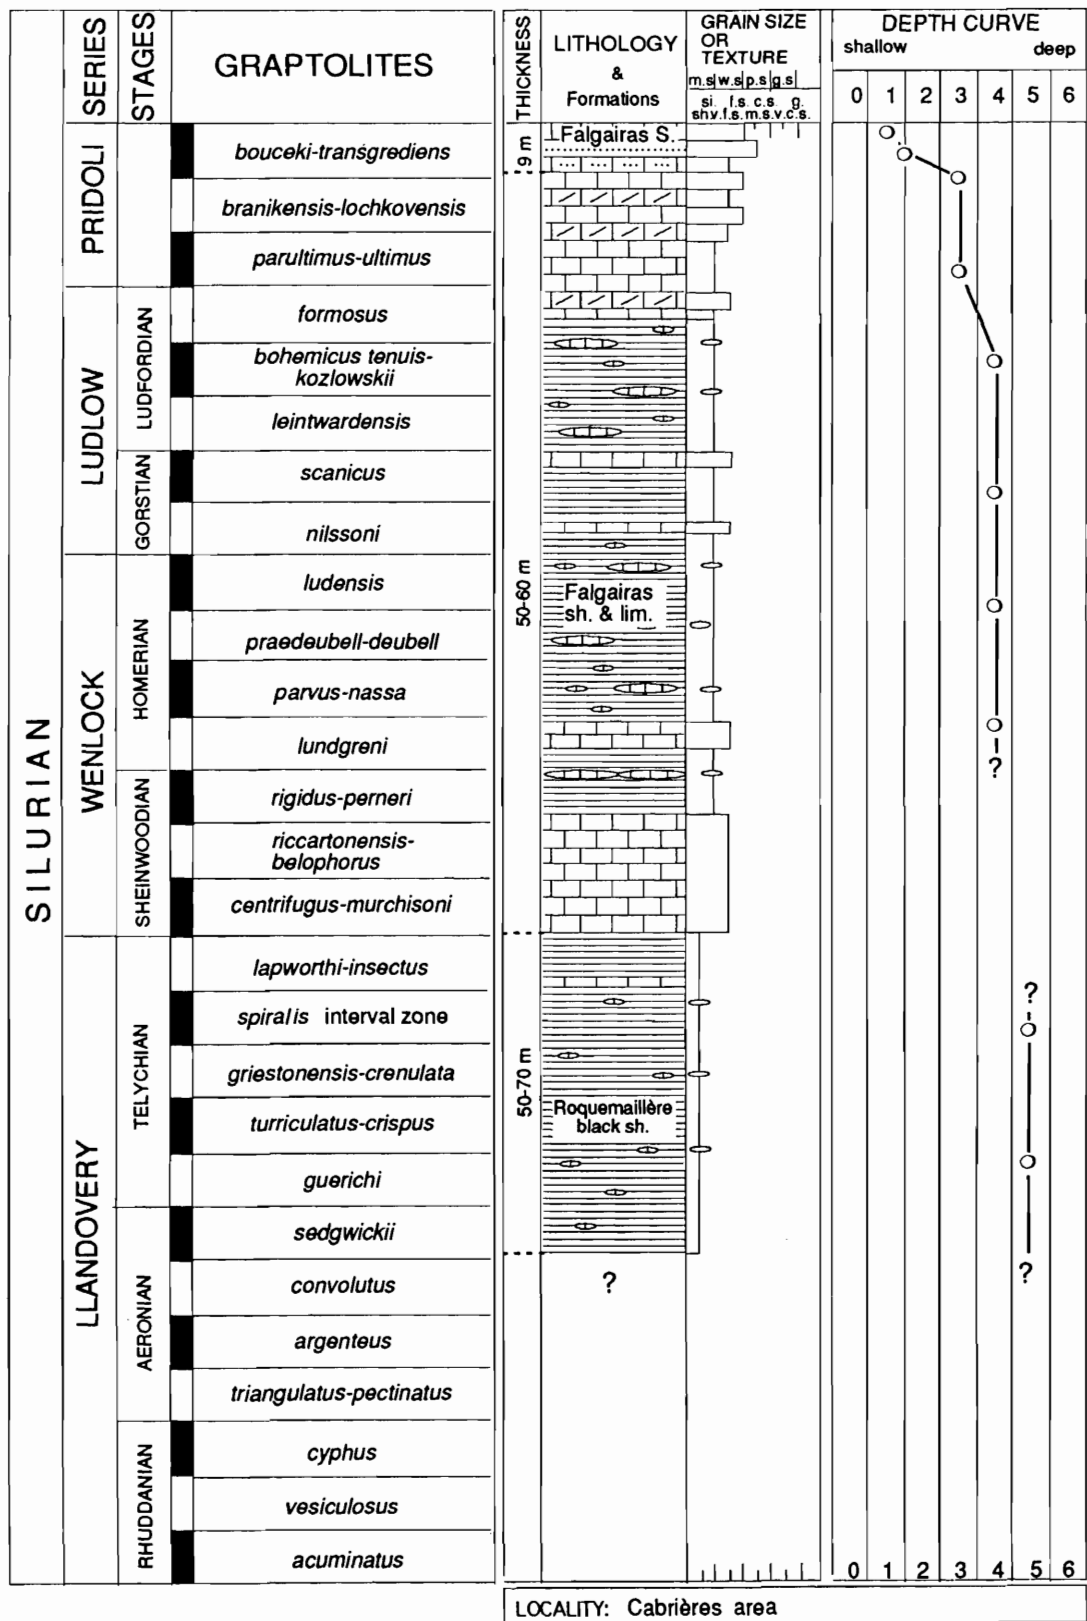 SERIES
STAGES
GRAPTOLITES
THICKNESS
LITHOLOGY
&
Formations
GRAIN SIZE
OR
TEXTURE
m.s w.s p.s g.s
si. f.s. c.s. g.
sh.v.f.s. m.s. v.c.s.
DEPTH CURVE
shallow deep
0 1 2 3 4 5 6
SILURIAN
PRIDOLI
LUDLOW
WENLOCK
LLANDOVERY
LUDFORDIAN
GORSTIAN
HOMERIAN
SHEINWOODIAN
TELYCHIAN
AERONIAN
RHUDDANIAN
bouceki-transgrediens
branikensis-lochkovensis
parultimus-ultimus
formosus
bohemicus tenuis-
kozlowskii
leintwardensis
scanicus
nilssoni
ludensis
praedeubell-deubell
parvus-nassa
lundgreni
rigidus-perneri
riccartonensis-
belophorus
centrifugus-murchisoni
lapworthi-insectus
spiralis interval zone
griestonensis-crenulata
turriculatus-crispus
guerichi
sedgwickii
convolutus
argenteus
triangulatus-pectinatus
cyphus
vesiculosus
acuminatus
9 m
50-60 m
50-70 m
Falgairas S.
Falgairas
sh. & lim.
Roquemaillère
black sh.
?
?
?
?
0 1 2 3 4 5 6
LOCALITY: Cabrières area